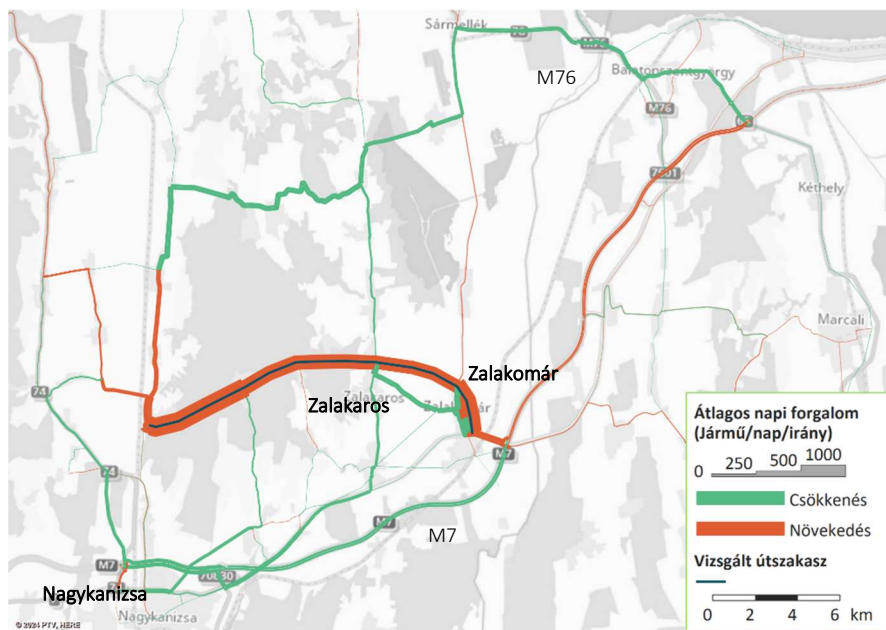 Sármellék
76
M76
M76
Balatonszentgyörgy
M76
Kéthely
Marcali
Zalakomár
Zalakaros
Zalakaros
74
M7
M7
M7
74
M7
Nagykanizsa
Nagykanizsa
© 2024 PTV, HERE
Átlagos napi forgalom
(Jármű/nap/irány)
0 250 500 1000
Csökkenés
Növekedés
Vizsgált útszakasz
0 2 4 6 km